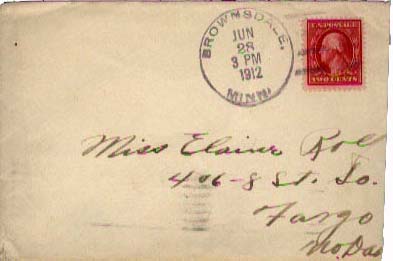 BROWNSDALE,
JUN
28
3 PM
1912
MINN.
U.S. POSTAGE
TWO CENTS
Miss Elaine Rolf
406-8 St. So.
Fargo
No. Dak